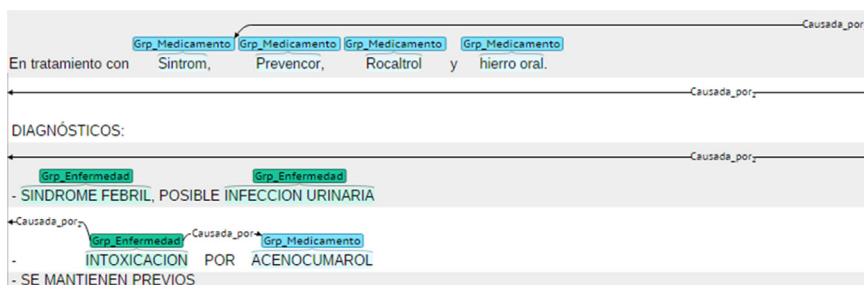 Causada_por
Grp_Medicamento Grp_Medicamento Grp_Medicamento Grp_Medicamento
En tratamiento con Sintrom, Prevencor, Rocaltrol y hierro oral.
Causada_por
DIAGNÓSTICOS:
Causada_por
Grp_Enfermedad Grp_Enfermedad
- SINDROME FEBRIL, POSIBLE INFECCION URINARIA
Causada_por Causada_por
Grp_Enfermedad Grp_Medicamento
- INTOXICACION POR ACENOCUMAROL
- SE MANTIENEN PREVIOS